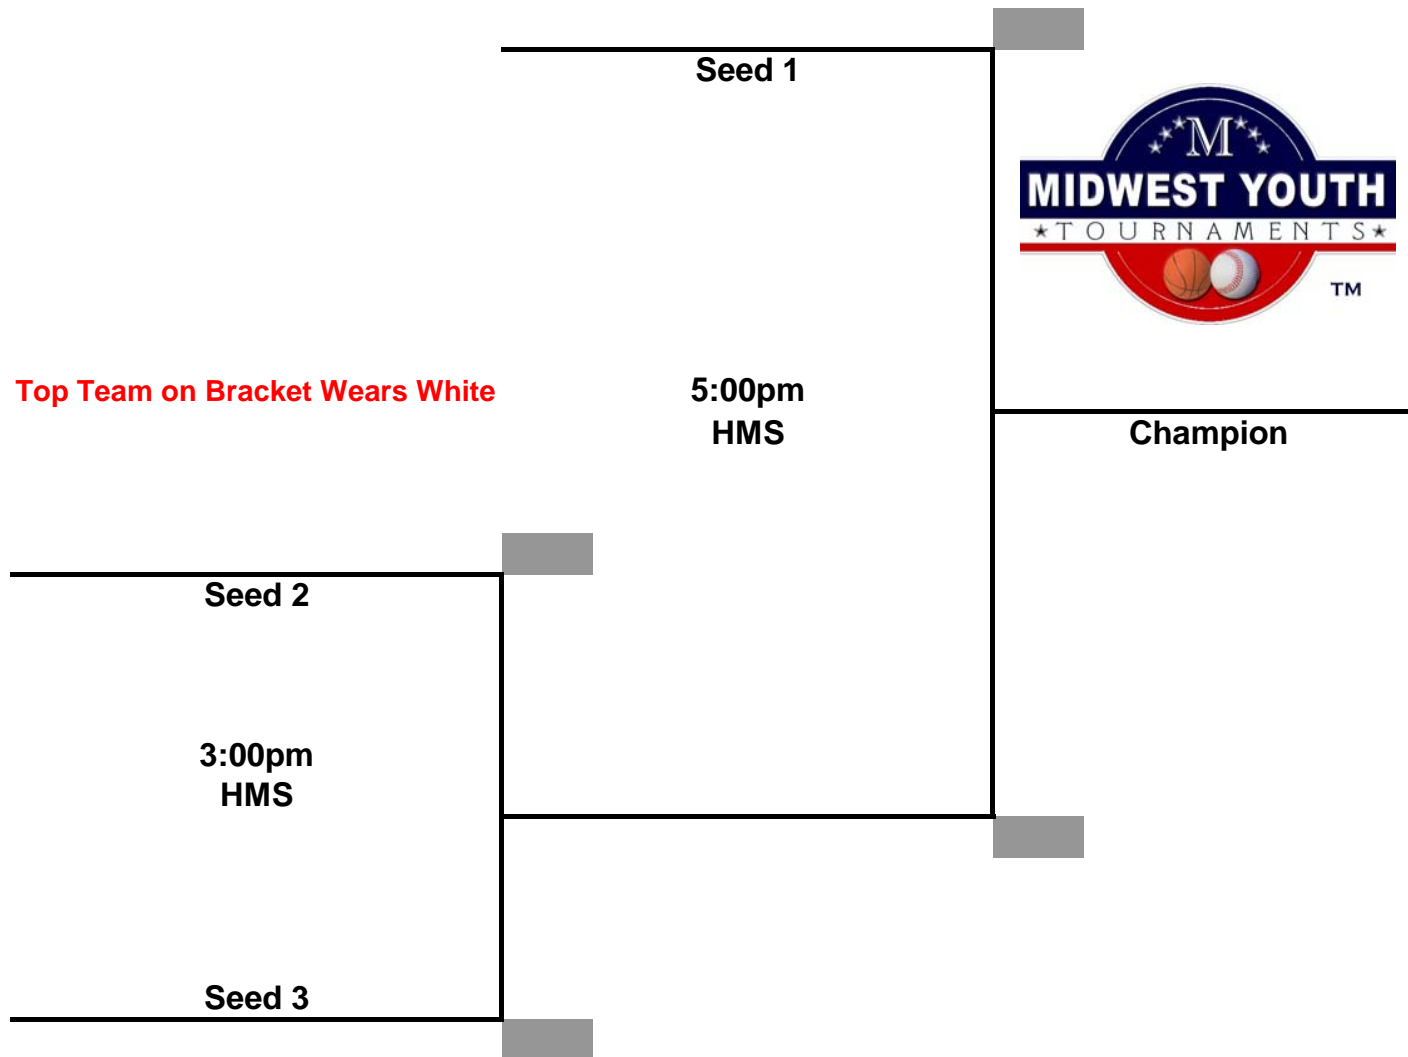 Seed 1
M
MIDWEST YOUTH
TOURNAMENTS
TM
Top Team on Bracket Wears White
5:00pm
HMS
Champion
Seed 2
3:00pm
HMS
Seed 3